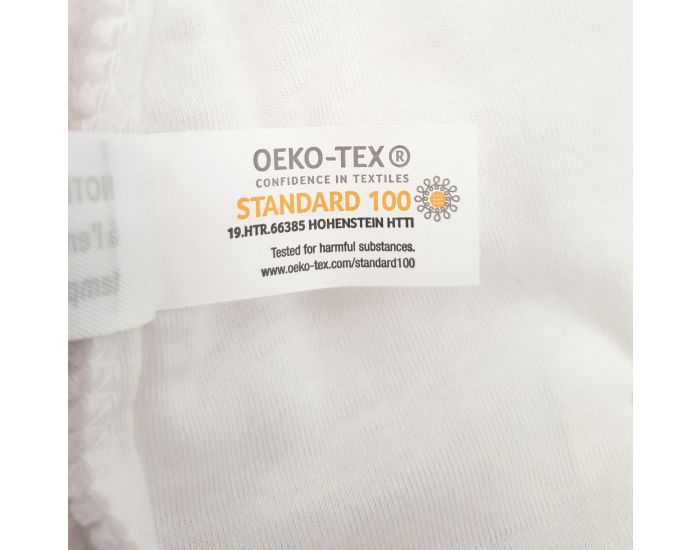 OEKO-TEX®
CONFIDENCE IN TEXTILES
STANDARD 100
19.HTR.66385 HOHENSTEIN HTTI
Tested for harmful substances.
www.oeko-tex.com/standard100